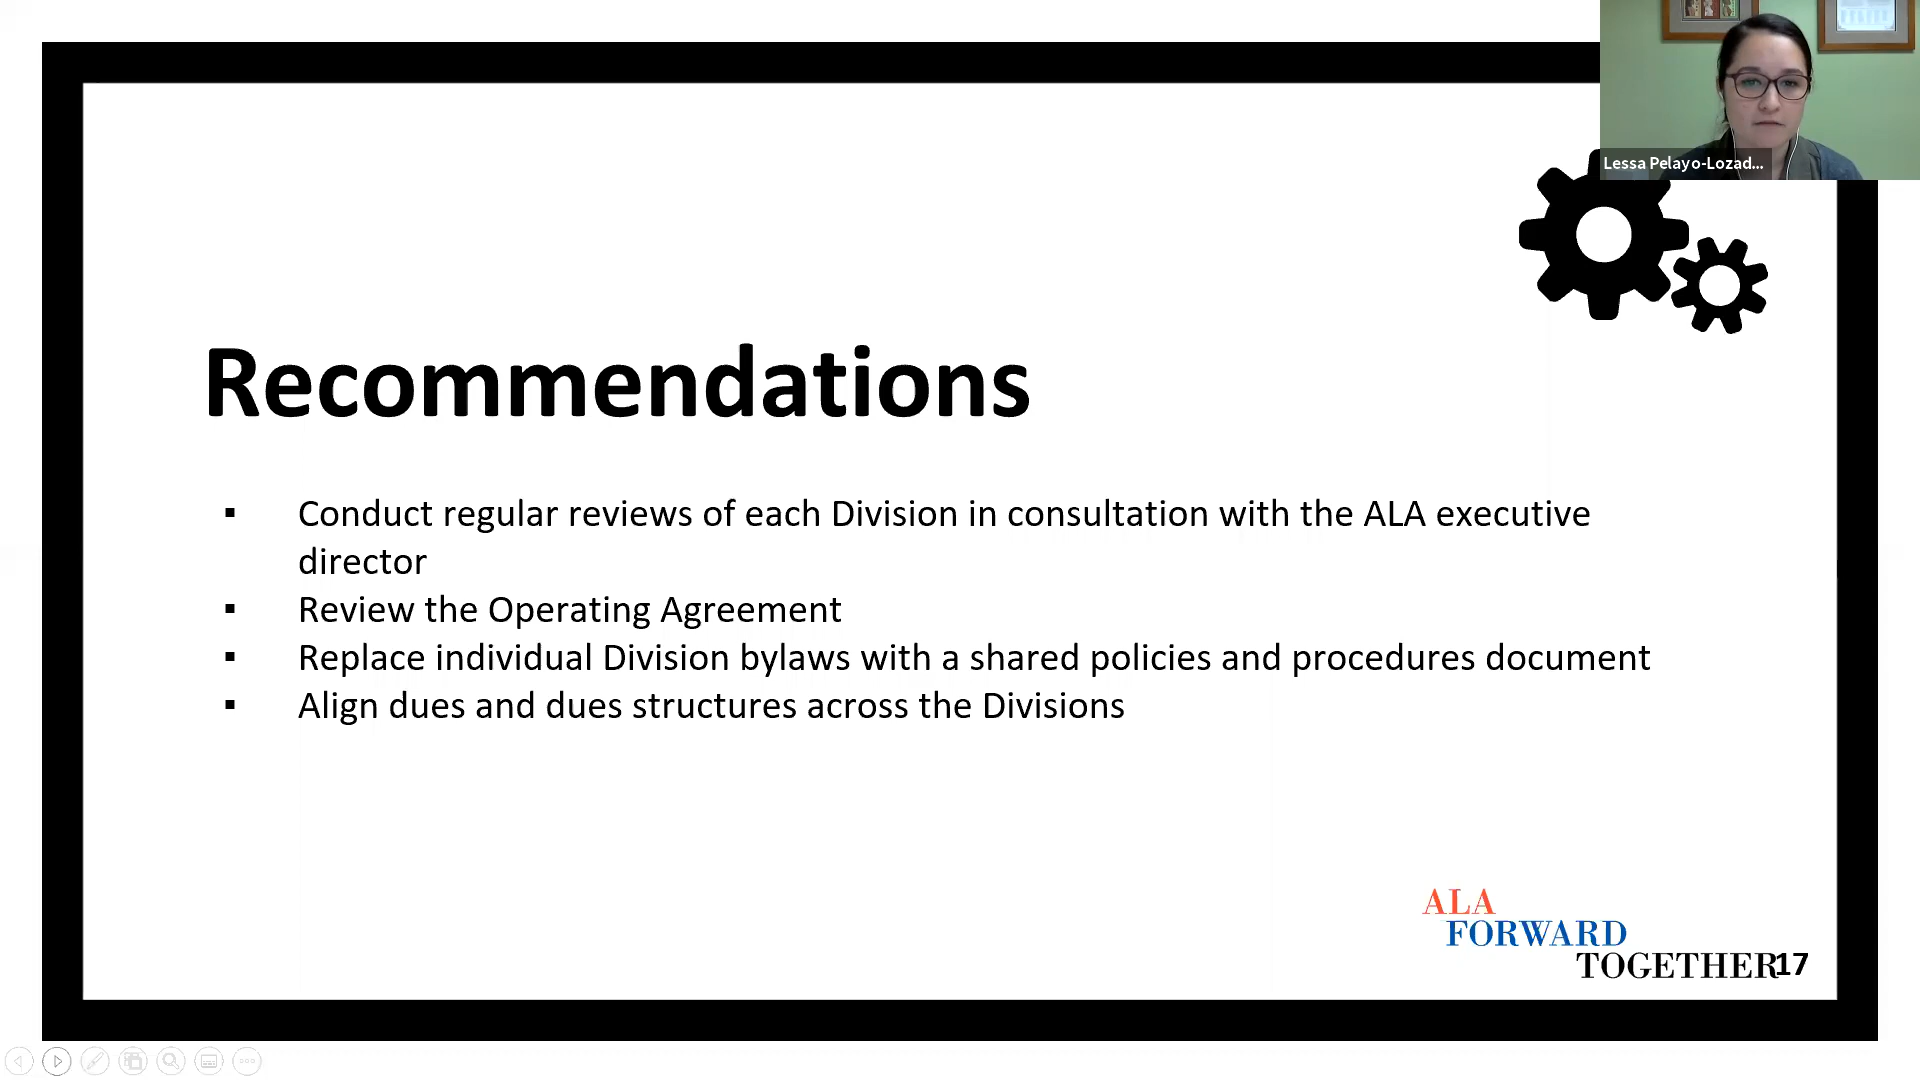 Lessa Pelayo-Lozad...
Recommendations
▪ Conduct regular reviews of each Division in consultation with the ALA executive
director
▪ Review the Operating Agreement
▪ Replace individual Division bylaws with a shared policies and procedures document
▪ Align dues and dues structures across the Divisions
ALA
FORWARD
TOGETHER
17